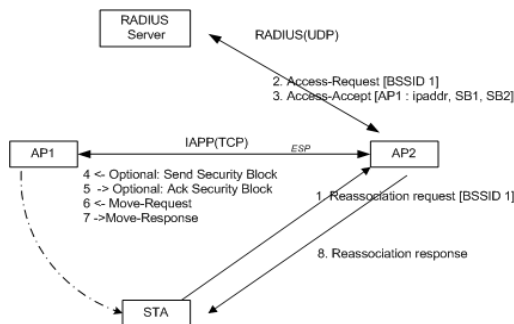 RADIUS
Server
RADIUS(UDP)
2. Access-Request [BSSID 1]
3. Access-Accept [AP1 : ipaddr, SB1, SB2]
IAPP(TCP)
ESP
AP1
AP2
4 <- Optional: Send Security Block
5 -> Optional: Ack Security Block
6 <- Move-Request
7 ->Move-Response
1. Reassociation request [BSSID 1]
8. Reassociation response
STA